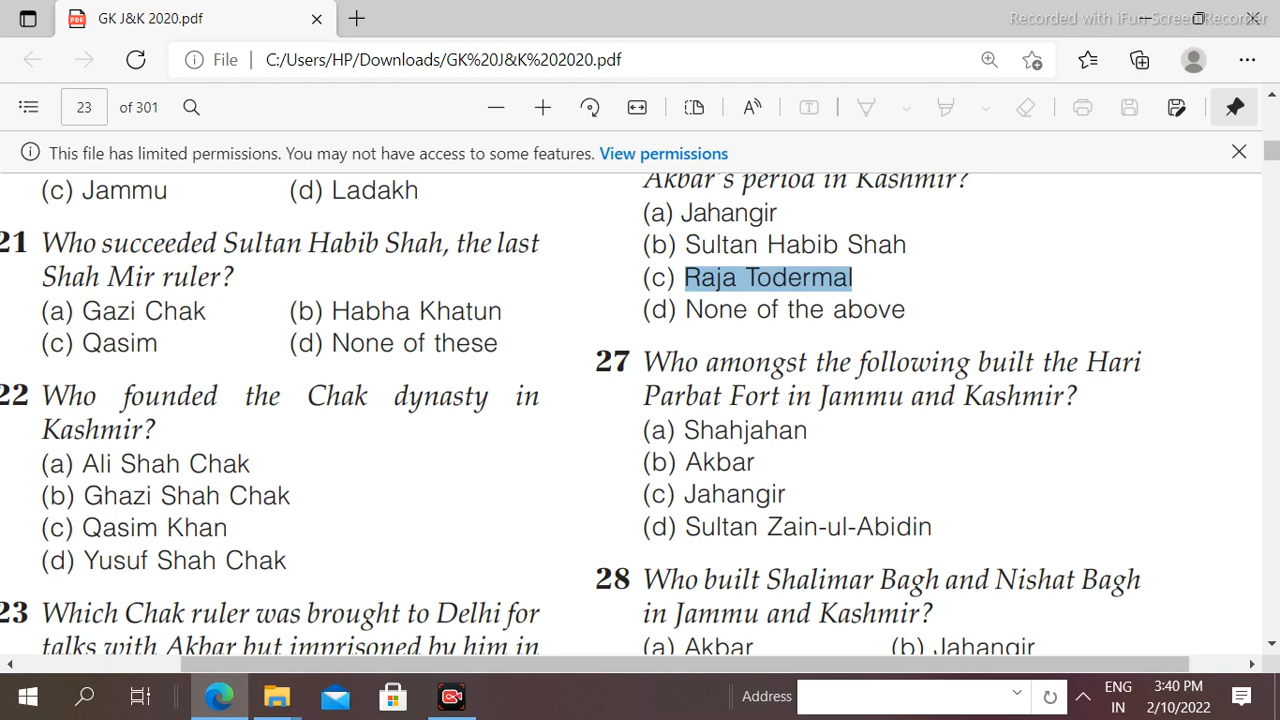 GK J&K 2020.pdf
Recorded with iFun Screen Recorder
File C:/Users/HP/Downloads/GK%20J&K%202020.pdf
23 of 301
This file has limited permissions. You may not have access to some features. View permissions
(c) Jammu (d) Ladakh
21 Who succeeded Sultan Habib Shah, the last
Shah Mir ruler?
(a) Gazi Chak (b) Habha Khatun
(c) Qasim (d) None of these
22 Who founded the Chak dynasty in
Kashmir?
(a) Ali Shah Chak
(b) Ghazi Shah Chak
(c) Qasim Khan
(d) Yusuf Shah Chak
23 Which Chak ruler was brought to Delhi for
talks with Akbar but imprisoned by him in
Akbar's period in Kashmir?
(a) Jahangir
(b) Sultan Habib Shah
(c) Raja Todermal
(d) None of the above
27 Who amongst the following built the Hari
Parbat Fort in Jammu and Kashmir?
(a) Shahjahan
(b) Akbar
(c) Jahangir
(d) Sultan Zain-ul-Abidin
28 Who built Shalimar Bagh and Nishat Bagh
in Jammu and Kashmir?
(a) Akbar (b) Jahangir
Address
ENG
IN
3:40 PM
2/10/2022